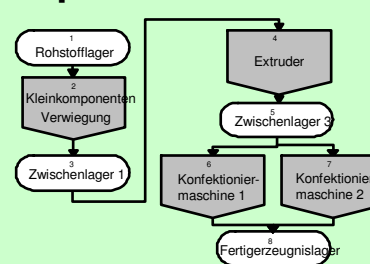 1
Rohstofflager
2
Kleinkomponenten
Verwiegung
3
Zwischenlager 1
4
Extruder
5
Zwischenlager 3
6
Konfektionier-
maschine 1
7
Konfektionie
maschine 2
8
Fertigerzeugnislager